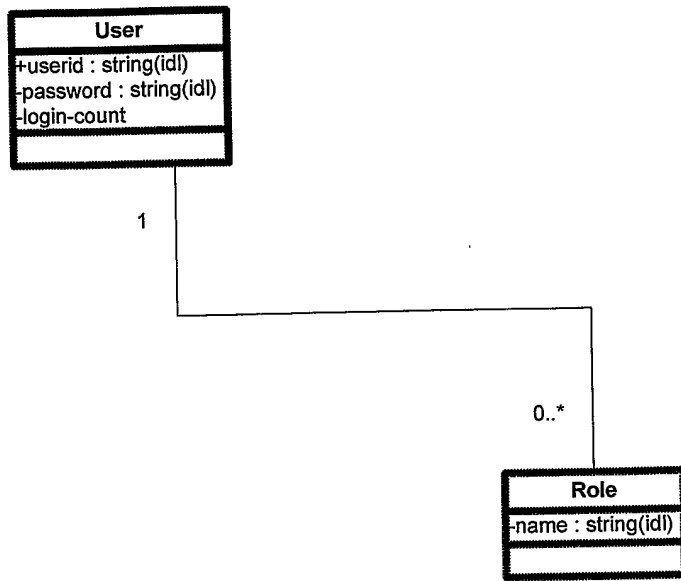 User
+userid : string(idl)
-password : string(idl)
-login-count
1
0..*
Role
-name : string(idl)